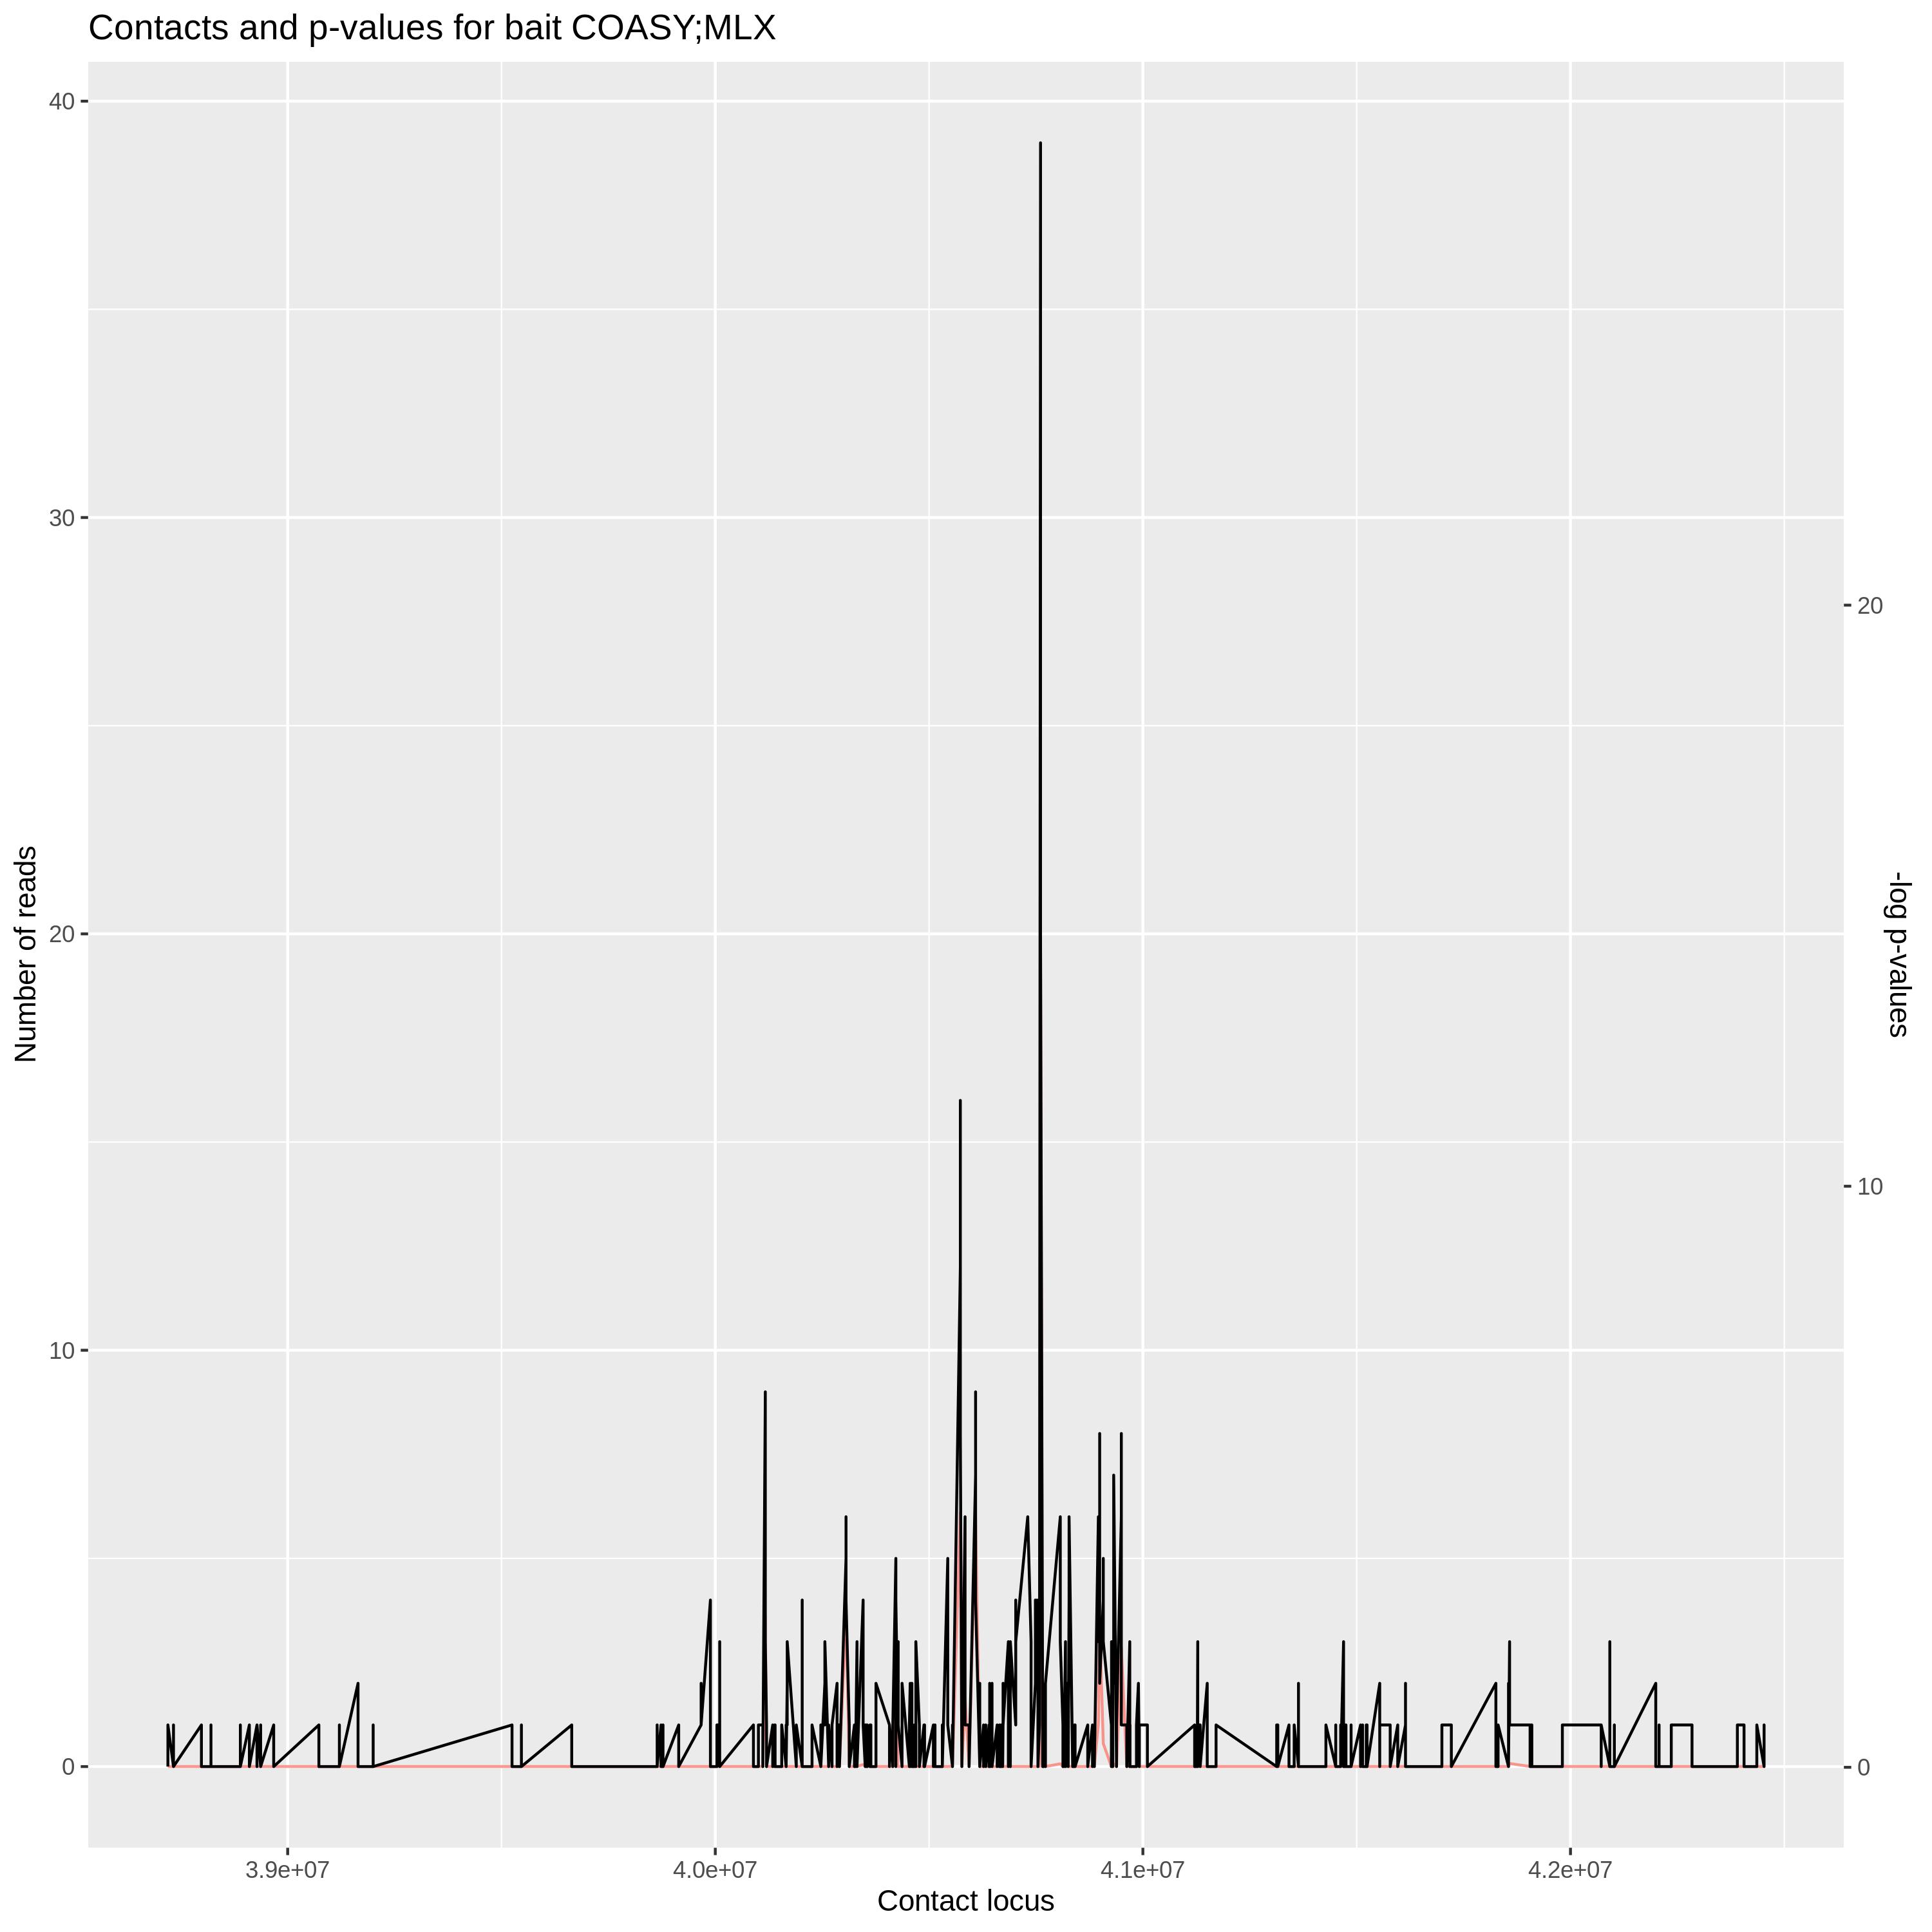 Contacts and p-values for bait COASY;MLX
40
30
20
10
0
Number of reads
20
10
0
-log p-values
3.9e+07
4.0e+07
4.1e+07
4.2e+07
Contact locus